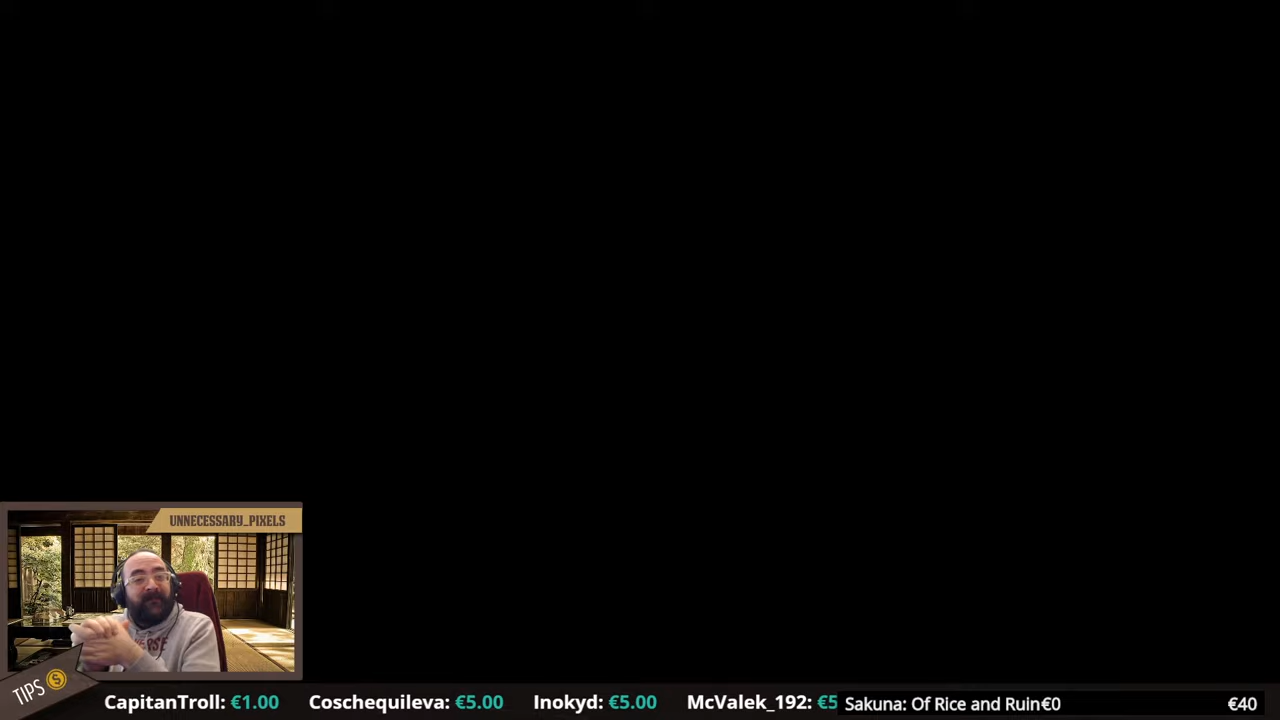 UNNECESSARY_PIXELS
TIPS
CapitanTroll: €1.00 Coschequileva: €5.00 Inokyd: €5.00 McValek_192: €5
Sakuna: Of Rice and Ruin€0 €40